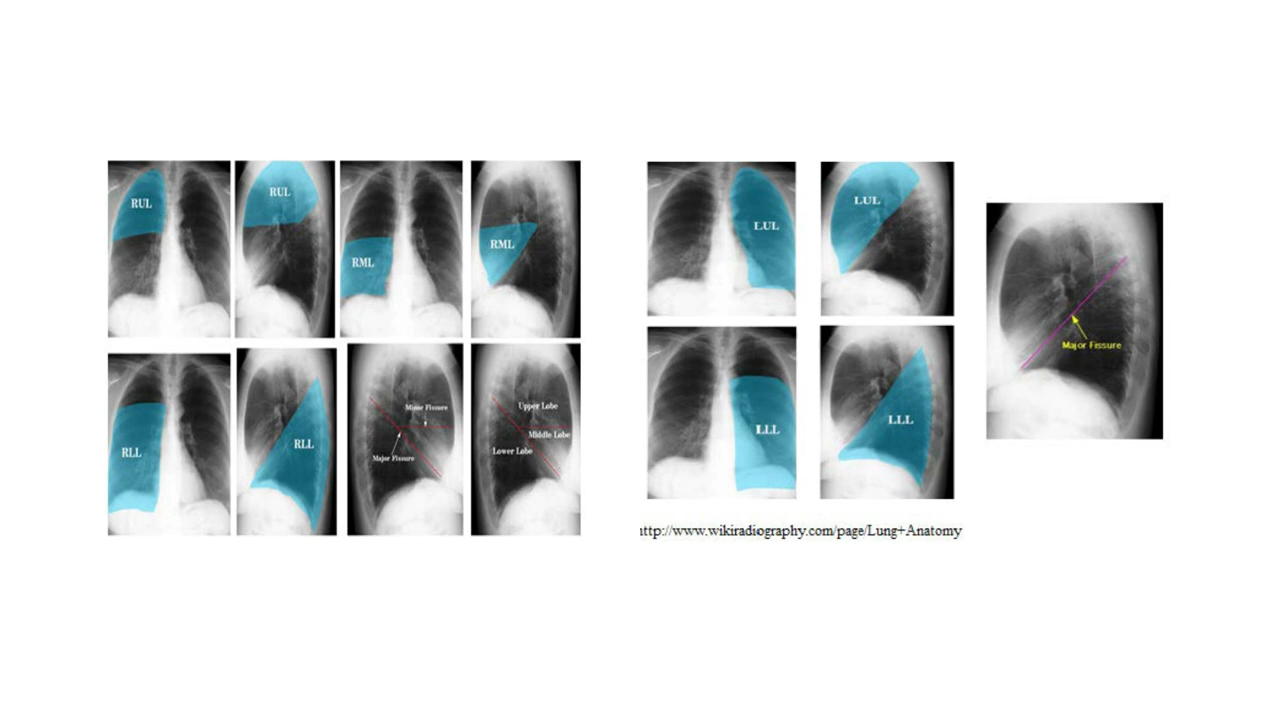 RUL
RUL
RML
RML
RLL
RLL
Minor Fissure
Major Fissure
Upper Lobe
Middle Lobe
Lower Lobe
LUL
LUL
LLL
LLL
Major Fissure
ttp://www.wikiradiography.com/page/Lung+Anatomy